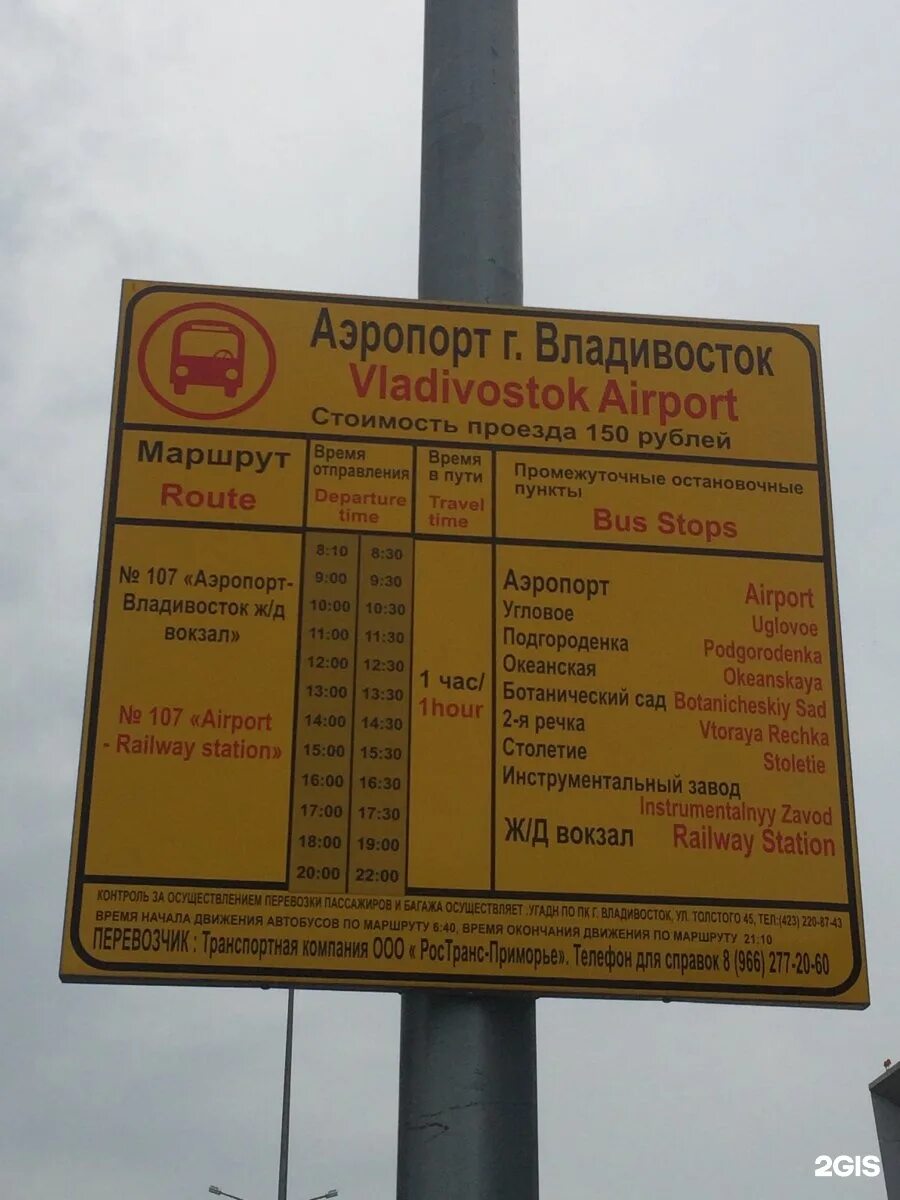 Аэропорт г. Владивосток
Vladivostok Airport
Стоимость проезда 150 рублей
Маршрут
Route
Время отправления
Departure time
Время в пути
Travel time
Промежуточные остановочные пункты
Bus Stops
№ 107 «Аэропорт-
Владивосток ж/д
вокзал»
№ 107 «Airport
- Railway station»
8:10 8:30
9:00 9:30
10:00 10:30
11:00 11:30
12:00 12:30
13:00 13:30
14:00 14:30
15:00 15:30
16:00 16:30
17:00 17:30
18:00 19:00
20:00 22:00
1 час/
1hour
Аэропорт Airport
Угловое Uglovoe
Подгороденка Podgorodenka
Океанская Okeanskaya
Ботанический сад Botanicheskiy Sad
2-я речка Vtoraya Rechka
Столетие Stoletie
Инструментальный завод
Instrumentalnyy Zavod
Ж/Д вокзал Railway Station
КОНТРОЛЬ ЗА ОСУЩЕСТВЛЕНИЕМ ПЕРЕВОЗКИ ПАССАЖИРОВ И БАГАЖА ОСУЩЕСТВЛЯЕТ :УГАДН ПО ПК Г. ВЛАДИВОСТОК, УЛ. ТОЛСТОГО 45, ТЕЛ:(423) 220-87-43
ВРЕМЯ НАЧАЛА ДВИЖЕНИЯ АВТОБУСОВ ПО МАРШРУТУ 6:40, ВРЕМЯ ОКОНЧАНИЯ ДВИЖЕНИЯ ПО МАРШРУТУ 21:10
ПЕРЕВОЗЧИК : Транспортная компания ООО « РосТранс-Приморье». Телефон для справок 8 (966) 277-20-60
2GIS